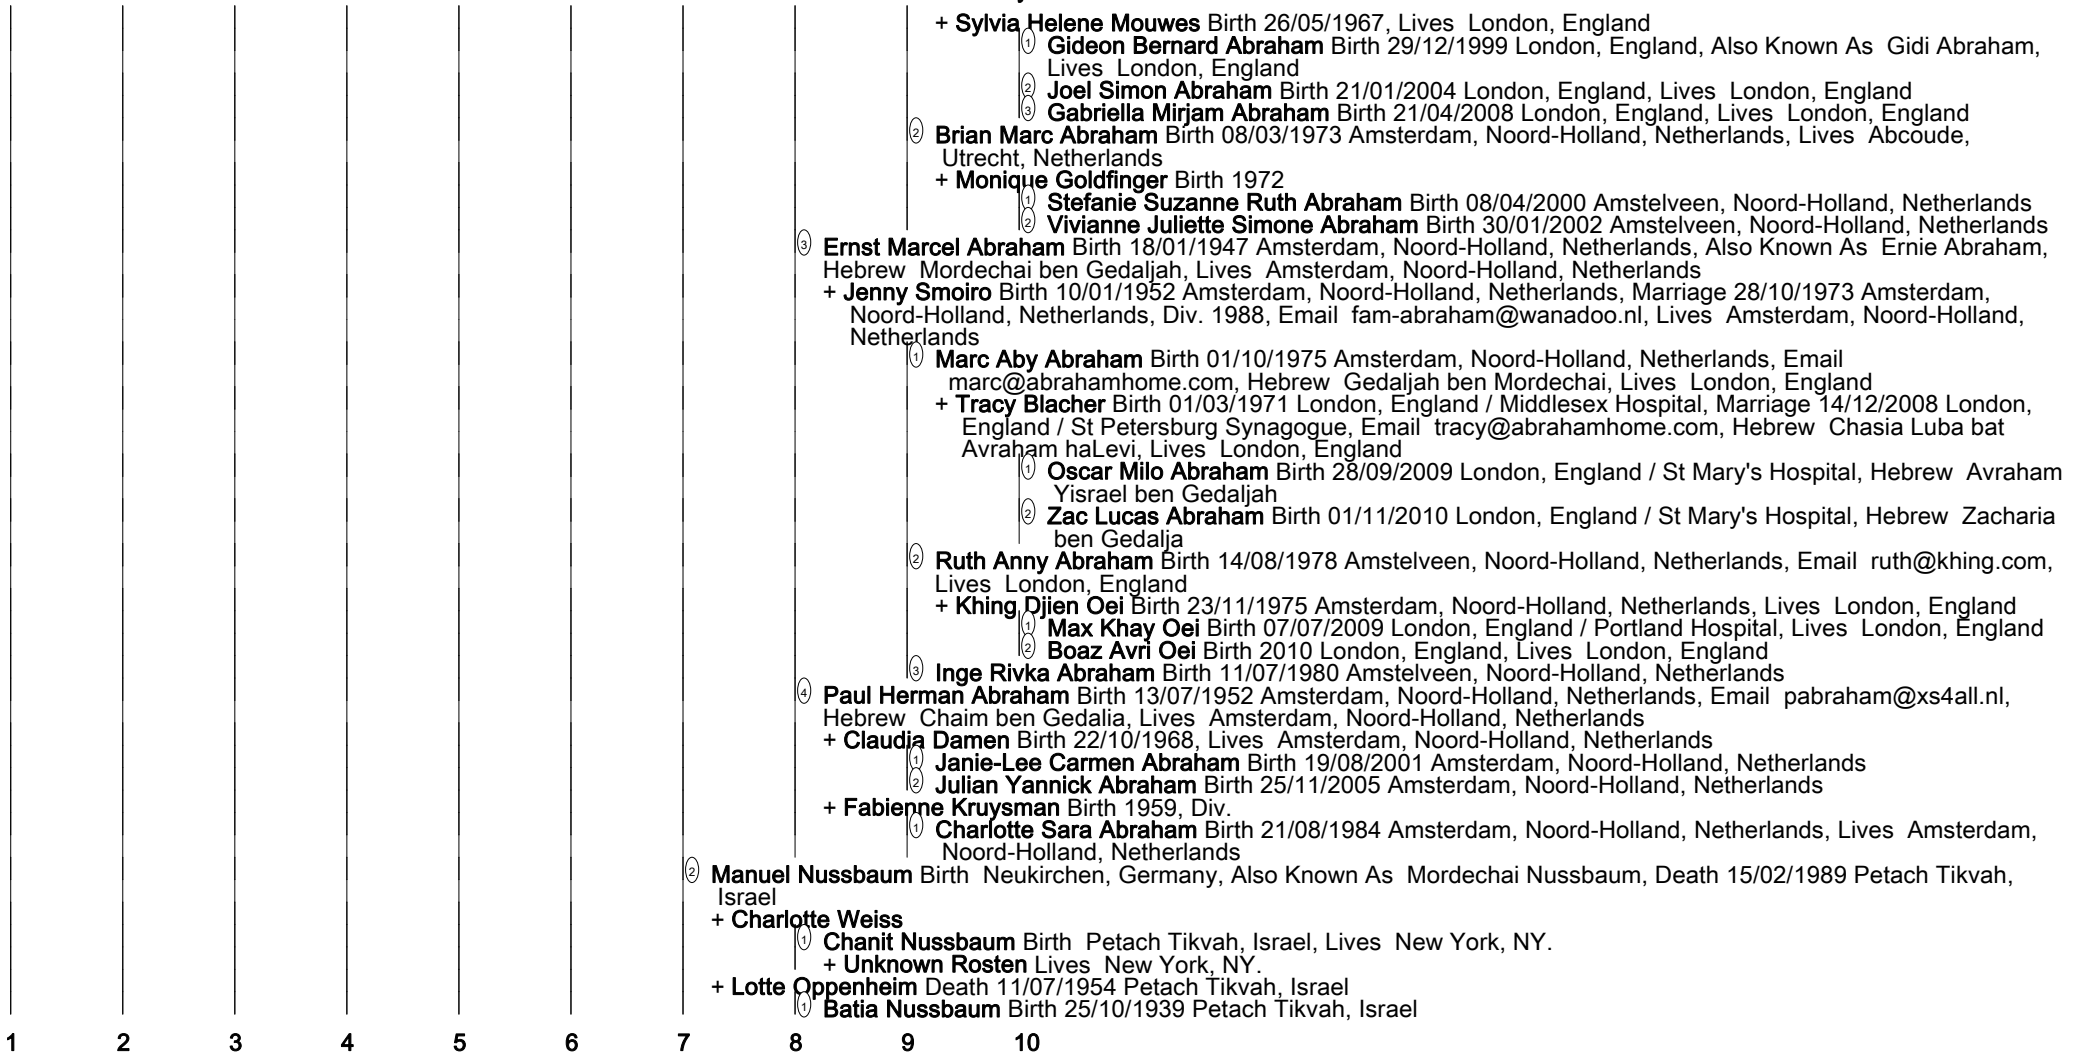 + Sylvia Helene Mouwes Birth 26/05/1967, Lives London, England
1 Gideon Bernard Abraham Birth 29/12/1999 London, England, Also Known As Gidi Abraham,
Lives London, England
2 Joel Simon Abraham Birth 21/01/2004 London, England, Lives London, England
3 Gabriella Mirjam Abraham Birth 21/04/2008 London, England, Lives London, England
2 Brian Marc Abraham Birth 08/03/1973 Amsterdam, Noord-Holland, Netherlands, Lives Abcoude,
Utrecht, Netherlands
+ Monique Goldfinger Birth 1972
1 Stefanie Suzanne Ruth Abraham Birth 08/04/2000 Amstelveen, Noord-Holland, Netherlands
2 Vivianne Juliette Simone Abraham Birth 30/01/2002 Amstelveen, Noord-Holland, Netherlands
3 Ernst Marcel Abraham Birth 18/01/1947 Amsterdam, Noord-Holland, Netherlands, Also Known As Ernie Abraham,
Hebrew Mordechai ben Gedaljah, Lives Amsterdam, Noord-Holland, Netherlands
+ Jenny Smoiro Birth 10/01/1952 Amsterdam, Noord-Holland, Netherlands, Marriage 28/10/1973 Amsterdam,
Noord-Holland, Netherlands, Div. 1988, Email fam-abraham@wanadoo.nl, Lives Amsterdam, Noord-Holland,
Netherlands
1 Marc Aby Abraham Birth 01/10/1975 Amsterdam, Noord-Holland, Netherlands, Email
marc@abrahamhome.com, Hebrew Gedaljah ben Mordechai, Lives London, England
+ Tracy Blacher Birth 01/03/1971 London, England / Middlesex Hospital, Marriage 14/12/2008 London,
England / St Petersburg Synagogue, Email tracy@abrahamhome.com, Hebrew Chasia Luba bat
Avraham haLevi, Lives London, England
1 Oscar Milo Abraham Birth 28/09/2009 London, England / St Mary's Hospital, Hebrew Avraham
Yisrael ben Gedaljah
2 Zac Lucas Abraham Birth 01/11/2010 London, England / St Mary's Hospital, Hebrew Zacharia
ben Gedalja
2 Ruth Anny Abraham Birth 14/08/1978 Amstelveen, Noord-Holland, Netherlands, Email ruth@khing.com,
Lives London, England
+ Khing Djien Oei Birth 23/11/1975 Amsterdam, Noord-Holland, Netherlands, Lives London, England
1 Max Khay Oei Birth 07/07/2009 London, England / Portland Hospital, Lives London, England
2 Boaz Avri Oei Birth 2010 London, England, Lives London, England
3 Inge Rivka Abraham Birth 11/07/1980 Amstelveen, Noord-Holland, Netherlands
4 Paul Herman Abraham Birth 13/07/1952 Amsterdam, Noord-Holland, Netherlands, Email pabraham@xs4all.nl,
Hebrew Chaim ben Gedalia, Lives Amsterdam, Noord-Holland, Netherlands
+ Claudia Damen Birth 22/10/1968, Lives Amsterdam, Noord-Holland, Netherlands
1 Janie-Lee Carmen Abraham Birth 19/08/2001 Amsterdam, Noord-Holland, Netherlands
2 Julian Yannick Abraham Birth 25/11/2005 Amsterdam, Noord-Holland, Netherlands
+ Fabienne Kruysman Birth 1959, Div.
1 Charlotte Sara Abraham Birth 21/08/1984 Amsterdam, Noord-Holland, Netherlands, Lives Amsterdam,
Noord-Holland, Netherlands
2 Manuel Nussbaum Birth Neukirchen, Germany, Also Known As Mordechai Nussbaum, Death 15/02/1989 Petach Tikvah,
Israel
+ Charlotte Weiss
1 Chanit Nussbaum Birth Petach Tikvah, Israel, Lives New York, NY.
+ Unknown Rosten Lives New York, NY.
+ Lotte Oppenheim Death 11/07/1954 Petach Tikvah, Israel
1 Batia Nussbaum Birth 25/10/1939 Petach Tikvah, Israel
1 2 3 4 5 6 7 8 9 10